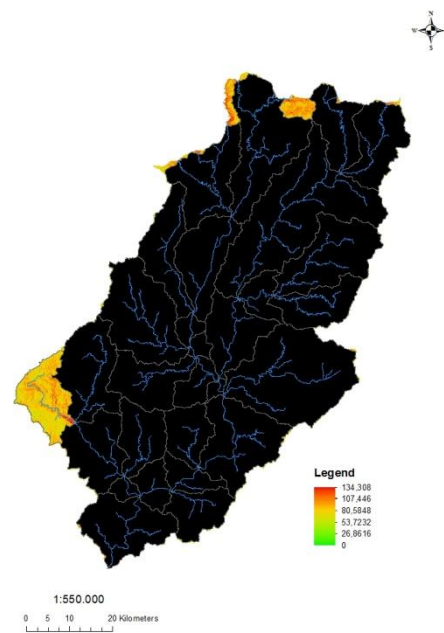 N
W E
S
Legend
134,308
107,446
80,5848
53,7232
26,8616
0
1:550.000
0 5 10 20 Kilometers